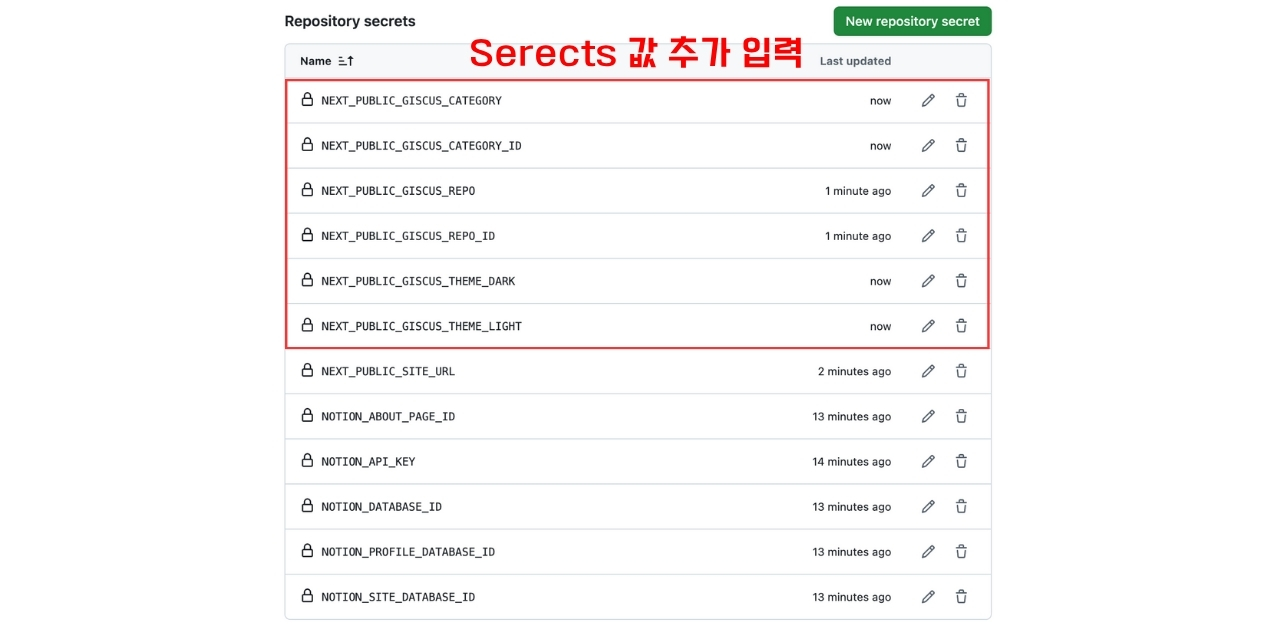 Repository secrets
New repository secret
Serects 값 추가 입력
Name Last updated
NEXT_PUBLIC_GISCUS_CATEGORY now
NEXT_PUBLIC_GISCUS_CATEGORY_ID now
NEXT_PUBLIC_GISCUS_REPO 1 minute ago
NEXT_PUBLIC_GISCUS_REPO_ID 1 minute ago
NEXT_PUBLIC_GISCUS_THEME_DARK now
NEXT_PUBLIC_GISCUS_THEME_LIGHT now
NEXT_PUBLIC_SITE_URL 2 minutes ago
NOTION_ABOUT_PAGE_ID 13 minutes ago
NOTION_API_KEY 14 minutes ago
NOTION_DATABASE_ID 13 minutes ago
NOTION_PROFILE_DATABASE_ID 13 minutes ago
NOTION_SITE_DATABASE_ID 13 minutes ago